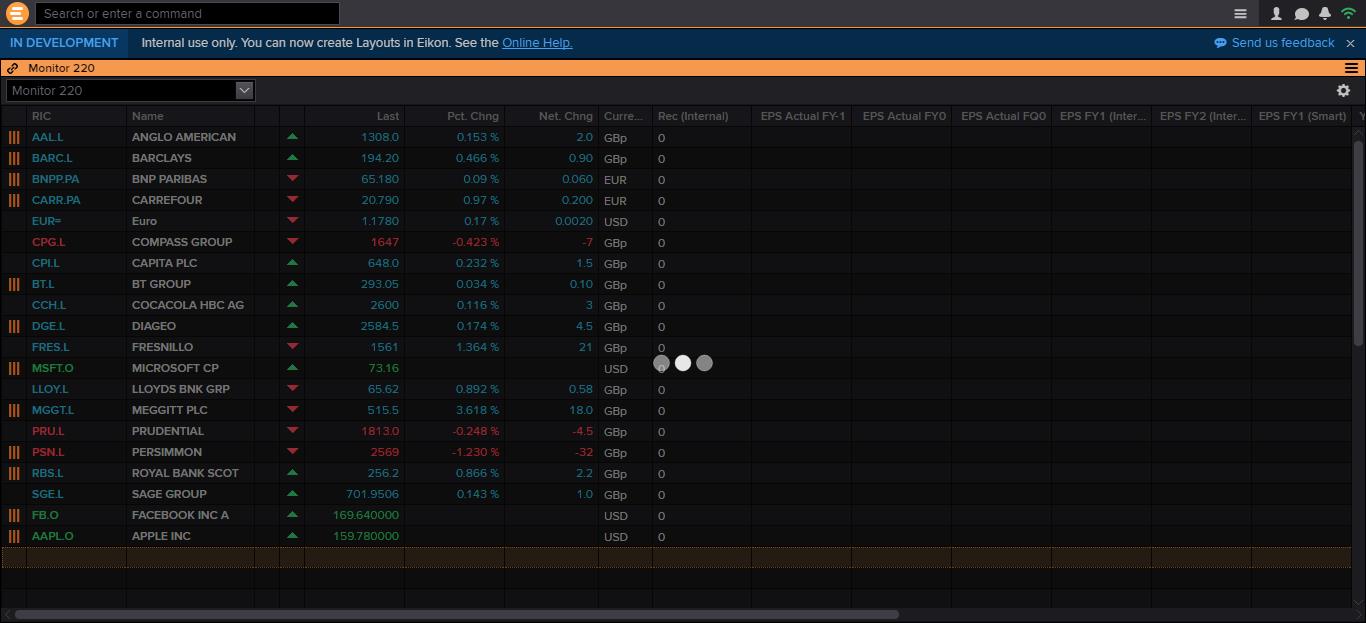 Search or enter a command
IN DEVELOPMENT Internal use only. You can now create Layouts in Eikon. See the Online Help. Send us feedback
Monitor 220
Monitor 220
RIC Name Last Pct. Chng Net. Chng Curre... Rec (Internal) EPS Actual FY-1 EPS Actual FY0 EPS Actual FQ0 EPS FY1 (Inter... EPS FY2 (Inter... EPS FY1 (Smart) Y
AAL.L ANGLO AMERICAN 1308.0 0.153 % 2.0 GBp 0
BARC.L BARCLAYS 194.20 0.466 % 0.90 GBp 0
BNPP.PA BNP PARIBAS 65.180 0.09 % 0.060 EUR 0
CARR.PA CARREFOUR 20.790 0.97 % 0.200 EUR 0
EUR= Euro 1.1780 0.17 % 0.0020 USD 0
CPG.L COMPASS GROUP 1647 -0.423 % -7 GBp 0
CPI.L CAPITA PLC 648.0 0.232 % 1.5 GBp 0
BT.L BT GROUP 293.05 0.034 % 0.10 GBp 0
CCH.L COCACOLA HBC AG 2600 0.116 % 3 GBp 0
DGE.L DIAGEO 2584.5 0.174 % 4.5 GBp 0
FRES.L FRESNILLO 1561 1.364 % 21 GBp 0
MSFT.O MICROSOFT CP 73.16 USD 0
LLOY.L LLOYDS BNK GRP 65.62 0.892 % 0.58 GBp 0
MGGT.L MEGGITT PLC 515.5 3.618 % 18.0 GBp 0
PRU.L PRUDENTIAL 1813.0 -0.248 % -4.5 GBp 0
PSN.L PERSIMMON 2569 -1.230 % -32 GBp 0
RBS.L ROYAL BANK SCOT 256.2 0.866 % 2.2 GBp 0
SGE.L SAGE GROUP 701.9506 0.143 % 1.0 GBp 0
FB.O FACEBOOK INC A 169.640000 USD 0
AAPL.O APPLE INC 159.780000 USD 0